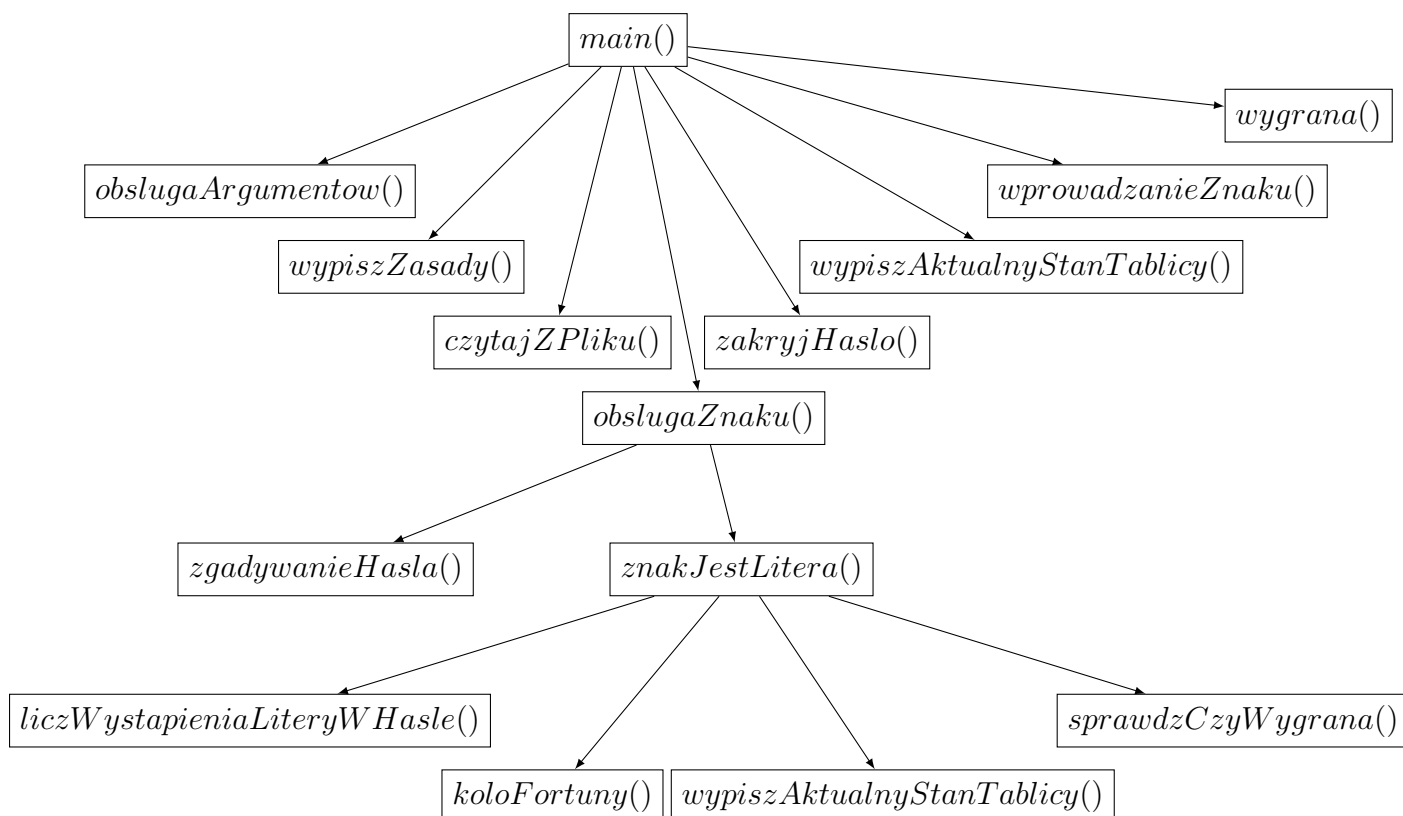 main()
wygrana()
obslugaArgumentow()
wprowadzanieZnaku()
wypiszZasady()
wypiszAktualnyStanTablicy()
czytajZPliku()
zakryjHaslo()
obslugaZnaku()
zgadywanieHasla()
znakJestLitera()
liczWystapieniaLiteryWHasle()
sprawdzCzyWygrana()
koloFortuny()
wypiszAktualnyStanTablicy()